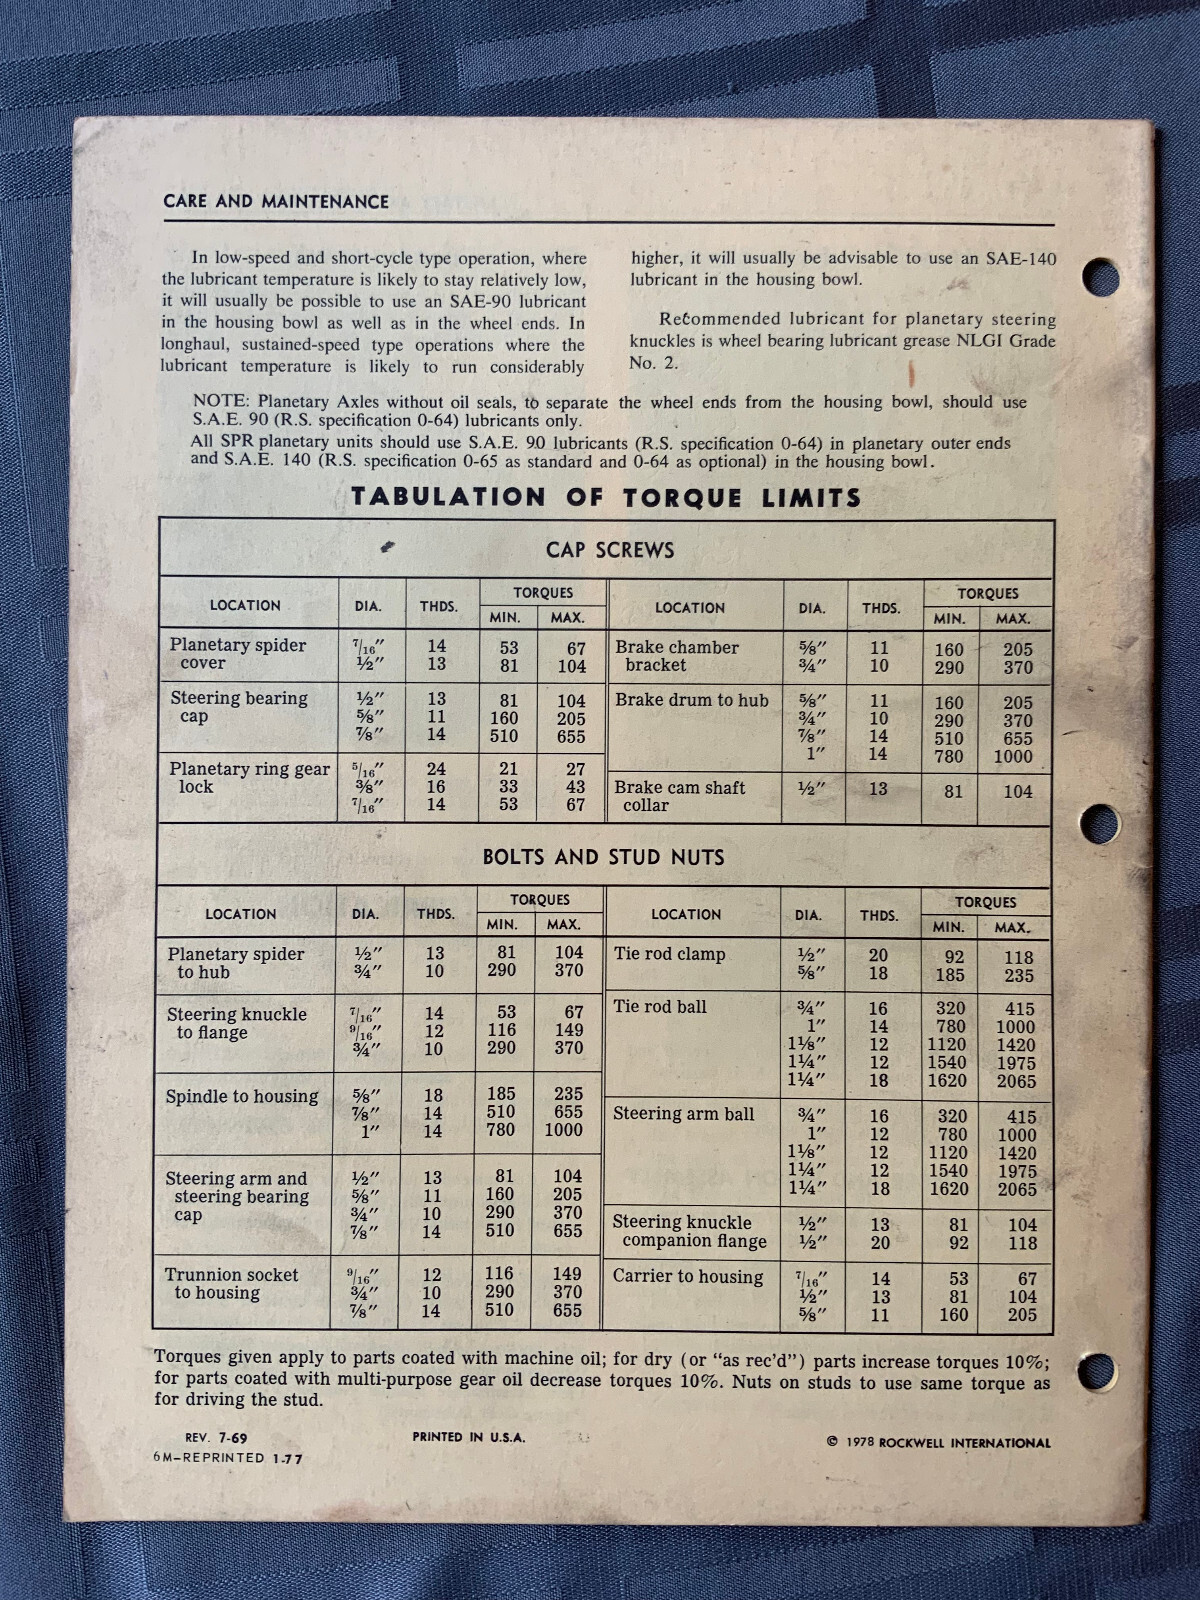 CARE AND MAINTENANCE
In low-speed and short-cycle type operation, where
the lubricant temperature is likely to stay relatively low,
it will usually be possible to use an SAE-90 lubricant
in the housing bowl as well as in the wheel ends. In
longhaul, sustained-speed type operations where the
lubricant temperature is likely to run considerably
higher, it will usually be advisable to use an SAE-140
lubricant in the housing bowl.
Recommended lubricant for planetary steering
knuckles is wheel bearing lubricant grease NLGI Grade
No. 2.
NOTE: Planetary Axles without oil seals, to separate the wheel ends from the housing bowl, should use
S.A.E. 90 (R.S. specification 0-64) lubricants only.
All SPR planetary units should use S.A.E. 90 lubricants (R.S. specification 0-64) in planetary outer ends
and S.A.E. 140 (R.S. specification 0-65 as standard and 0-64 as optional) in the housing bowl.
TABULATION OF TORQUE LIMITS
CAP SCREWS
LOCATION DIA. THDS. TORQUES MIN. MAX.
Planetary spider 7/16" 14 53 67
cover 1/2" 13 81 104
Steering bearing 1/2" 13 81 104
cap 5/8" 11 160 205
7/8" 14 510 655
Planetary ring gear 5/16" 24 21 27
lock 3/8" 16 33 43
7/16" 14 53 67
LOCATION DIA. THDS. TORQUES MIN. MAX.
Brake chamber 5/8" 11 160 205
bracket 3/4" 10 290 370
Brake drum to hub 5/8" 11 160 205
3/4" 10 290 370
7/8" 14 510 655
1" 14 780 1000
Brake cam shaft 1/2" 13 81 104
collar
BOLTS AND STUD NUTS
LOCATION DIA. THDS. TORQUES MIN. MAX.
Planetary spider 1/2" 13 81 104
to hub 3/4" 10 290 370
Steering knuckle 7/16" 14 53 67
to flange 9/16" 12 116 149
3/4" 10 290 370
Spindle to housing 5/8" 18 185 235
7/8" 14 510 655
1" 14 780 1000
Steering arm and 1/2" 13 81 104
steering bearing 5/8" 11 160 205
cap 3/4" 10 290 370
7/8" 14 510 655
Trunnion socket 9/16" 12 116 149
to housing 3/4" 10 290 370
7/8" 14 510 655
LOCATION DIA. THDS. TORQUES MIN. MAX.
Tie rod clamp 1/2" 20 92 118
5/8" 18 185 235
Tie rod ball 3/4" 16 320 415
1" 14 780 1000
1 1/8" 12 1120 1420
1 1/4" 12 1540 1975
1 1/4" 18 1620 2065
Steering arm ball 3/4" 16 320 415
1" 12 780 1000
1 1/8" 12 1120 1420
1 1/4" 12 1540 1975
1 1/4" 18 1620 2065
Steering knuckle 1/2" 13 81 104
companion flange 1/2" 20 92 118
Carrier to housing 7/16" 14 53 67
1/2" 13 81 104
5/8" 11 160 205
Torques given apply to parts coated with machine oil; for dry (or "as rec'd") parts increase torques 10%;
for parts coated with multi-purpose gear oil decrease torques 10%. Nuts on studs to use same torque as
for driving the stud.
REV. 7-69
6M-REPRINTED 1-77
PRINTED IN U.S.A.
© 1978 ROCKWELL INTERNATIONAL